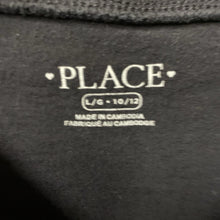 ♥PLACE♥
L/G • 10/12
MADE IN CAMBODIA
FABRIQUÉ AU CAMBODGE